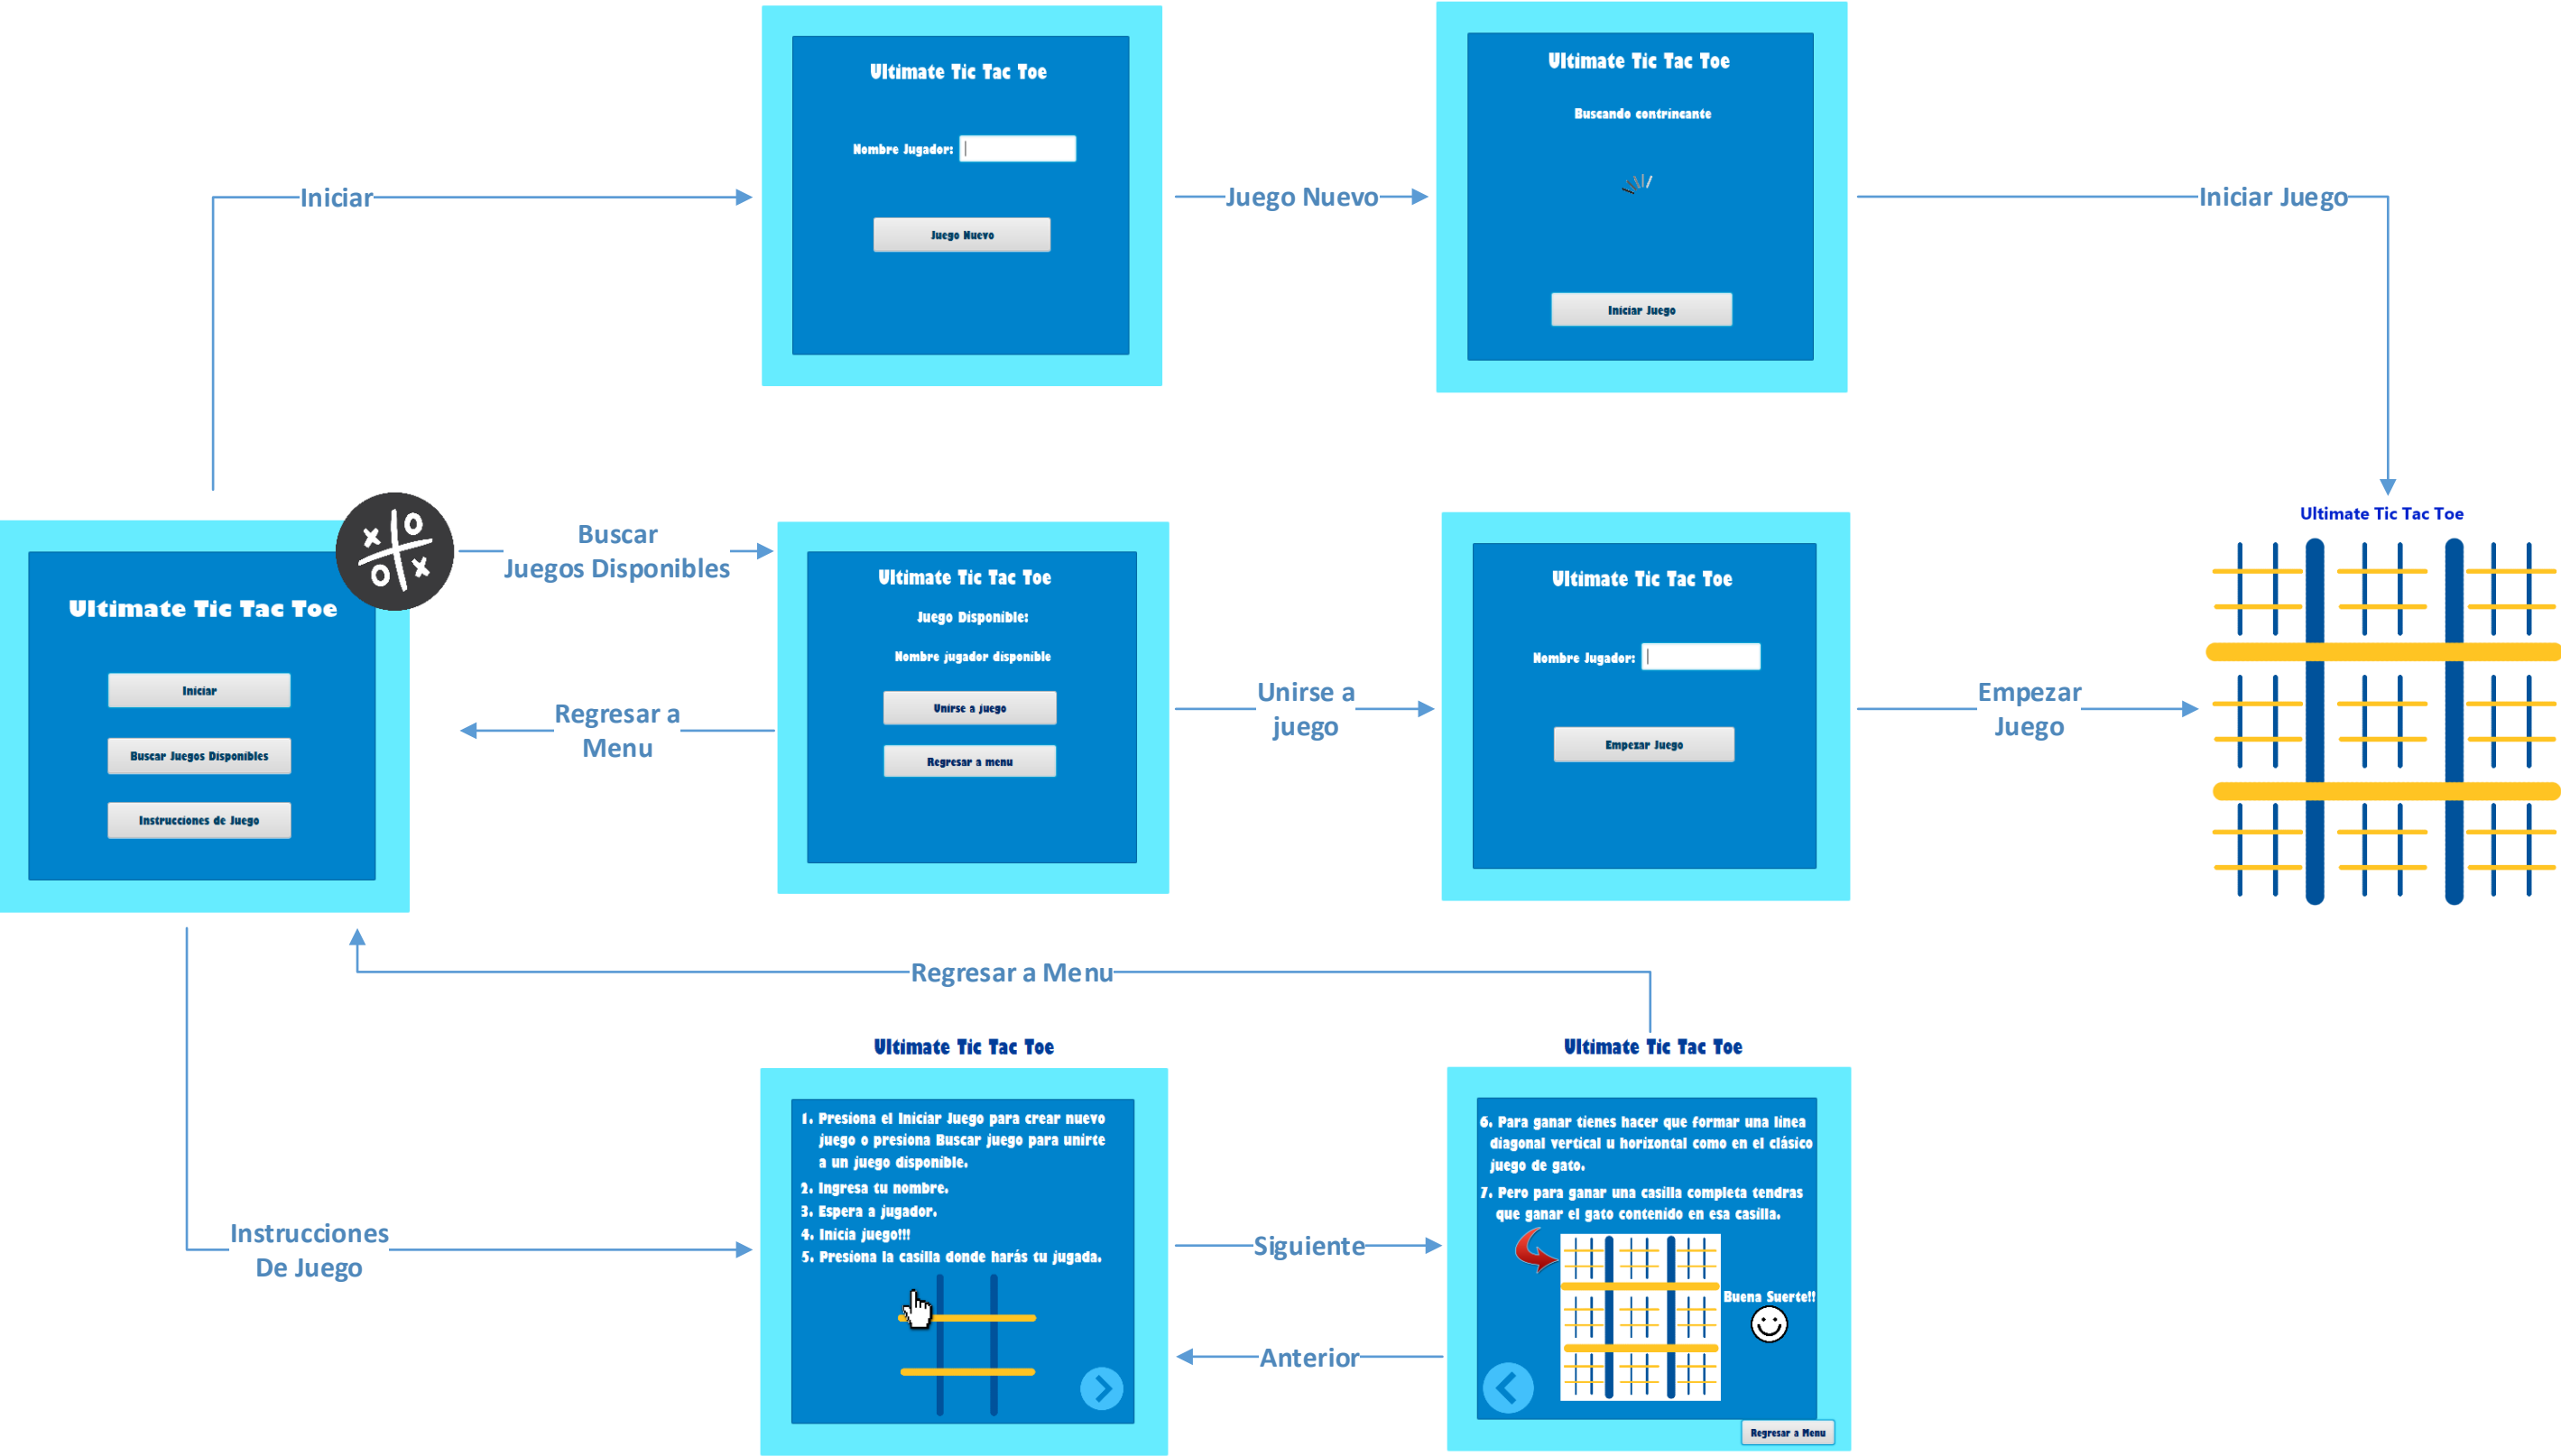 Ultimate Tic Tac Toe
Nombre Jugador:
Juego Nuevo
Ultimate Tic Tac Toe
Buscando contrincante
Iniciar Juego
Iniciar
Juego Nuevo
Iniciar Juego
Ultimate Tic Tac Toe
Iniciar
Buscar Juegos Disponibles
Instrucciones de Juego
Buscar
Juegos Disponibles
Regresar a
Menu
Ultimate Tic Tac Toe
Juego Disponible:
Nombre jugador disponible
Unirse a juego
Regresar a menu
Unirse a
juego
Ultimate Tic Tac Toe
Nombre Jugador:
Empezar Juego
Empezar
Juego
Ultimate Tic Tac Toe
Regresar a Menu
Instrucciones
De Juego
Ultimate Tic Tac Toe
1. Presiona el Iniciar Juego para crear nuevo
juego o presiona Buscar juego para unirte
a un juego disponible.
2. Ingresa tu nombre.
3. Espera a jugador.
4. Inicia juego!!!
5. Presiona la casilla donde harás tu jugada.
Siguiente
Anterior
Ultimate Tic Tac Toe
6. Para ganar tienes hacer que formar una linea
diagonal vertical u horizontal como en el clásico
juego de gato.
7. Pero para ganar una casilla completa tendras
que ganar el gato contenido en esa casilla.
Buena Suerte!!
Regresar a Menu